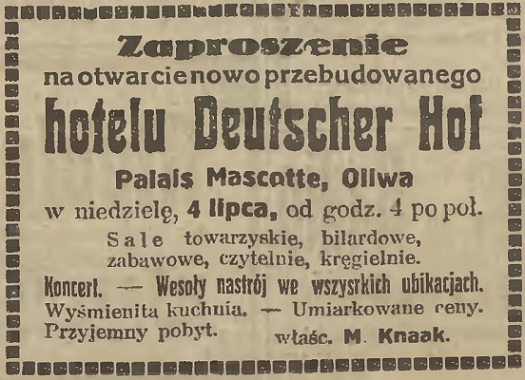 Zaproszenie
na otwarcie nowo przebudowanego
hotelu Deutscher Hof
Palais Mascotte, Oliwa
w niedzielę, 4 lipca, od godz. 4 po poł.
Sale towarzyskie, bilardowe,
zabawowe, czytelnie, kręgielnie.
Koncert. — Wesoły nastrój we wszysrkich ubikacjach.
Wyśmienita kuchnia. — Umiarkowane ceny.
Przyjemny pobyt. właśc. M. Knaak.